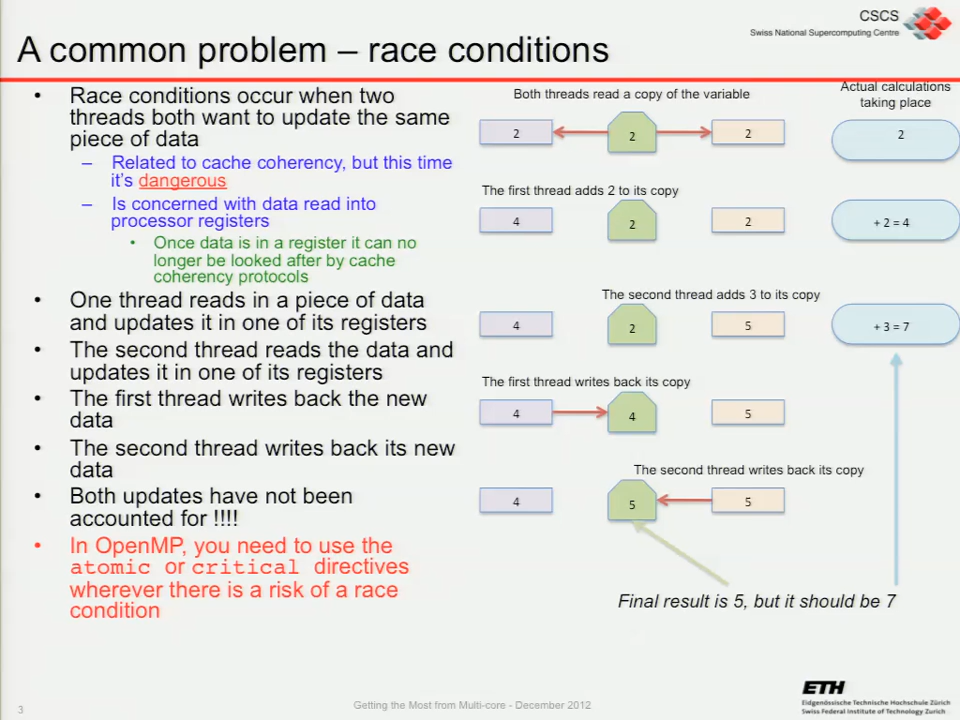 CSCS
Swiss National Supercomputing Centre
A common problem – race conditions
• Race conditions occur when two
threads both want to update the same
piece of data
– Related to cache coherency, but this time
it's dangerous
– Is concerned with data read into
processor registers
• Once data is in a register it can no
longer be looked after by cache
coherency protocols
• One thread reads in a piece of data
and updates it in one of its registers
• The second thread reads the data and
updates it in one of its registers
• The first thread writes back the new
data
• The second thread writes back its new
data
• Both updates have not been
accounted for !!!!
• In OpenMP, you need to use the
atomic or critical directives
wherever there is a risk of a race
condition
Both threads read a copy of the variable
Actual calculations
taking place
2 2 2 2
The first thread adds 2 to its copy
4 2 2 + 2 = 4
The second thread adds 3 to its copy
4 2 5 + 3 = 7
The first thread writes back its copy
4 4 5
The second thread writes back its copy
4 5 5
Final result is 5, but it should be 7
3
Getting the Most from Multi-core - December 2012
ETH
Eidgenössische Technische Hochschule Zürich
Swiss Federal Institute of Technology Zurich